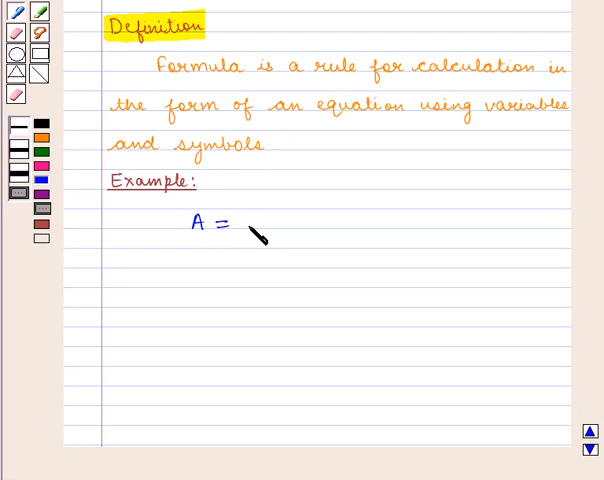 Definition
Formula is a rule for calculation in
the form of an equation using variables
and symbols
Example:
A =